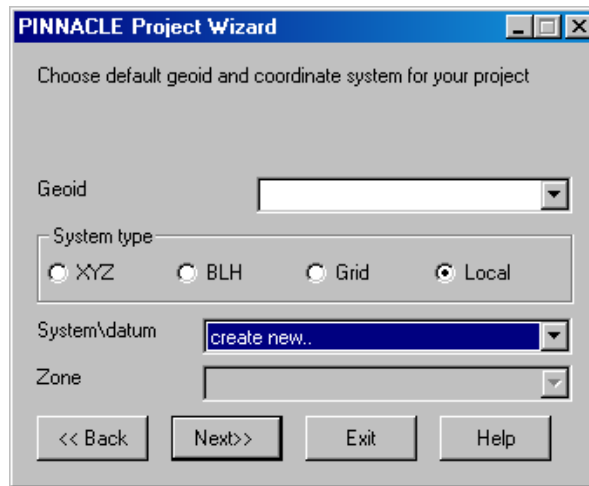 PINNACLE Project Wizard
Choose default geoid and coordinate system for your project
Geoid
System type
XYZ BLH Grid Local
System\datum create new..
Zone
<< Back Next>> Exit Help